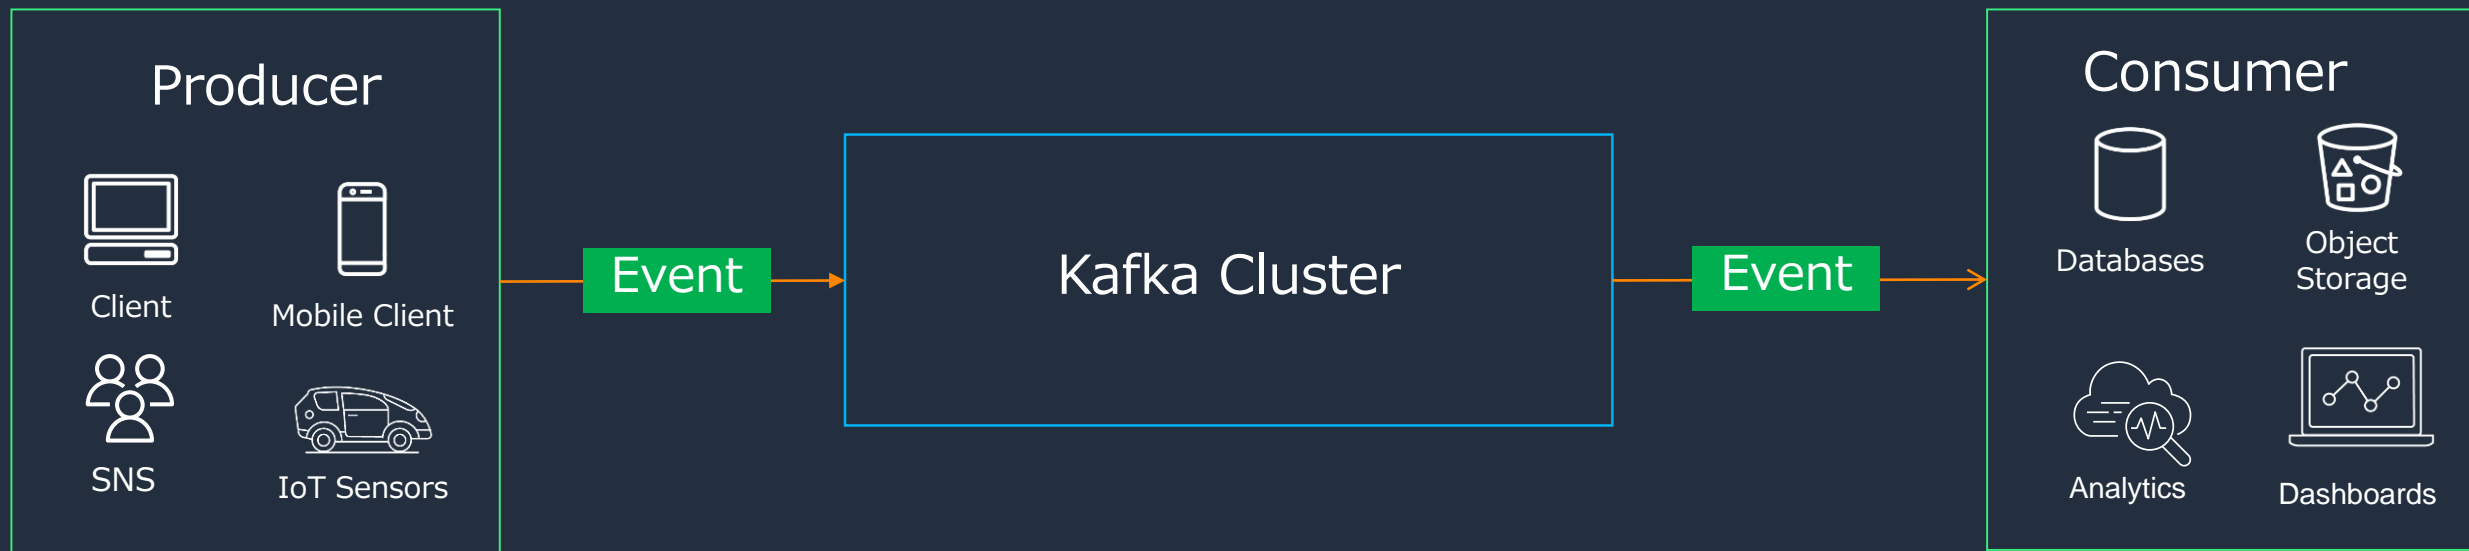 Producer
Client
Mobile Client
SNS
IoT Sensors
Event
Kafka Cluster
Event
Consumer
Databases
Object
Storage
Analytics
Dashboards